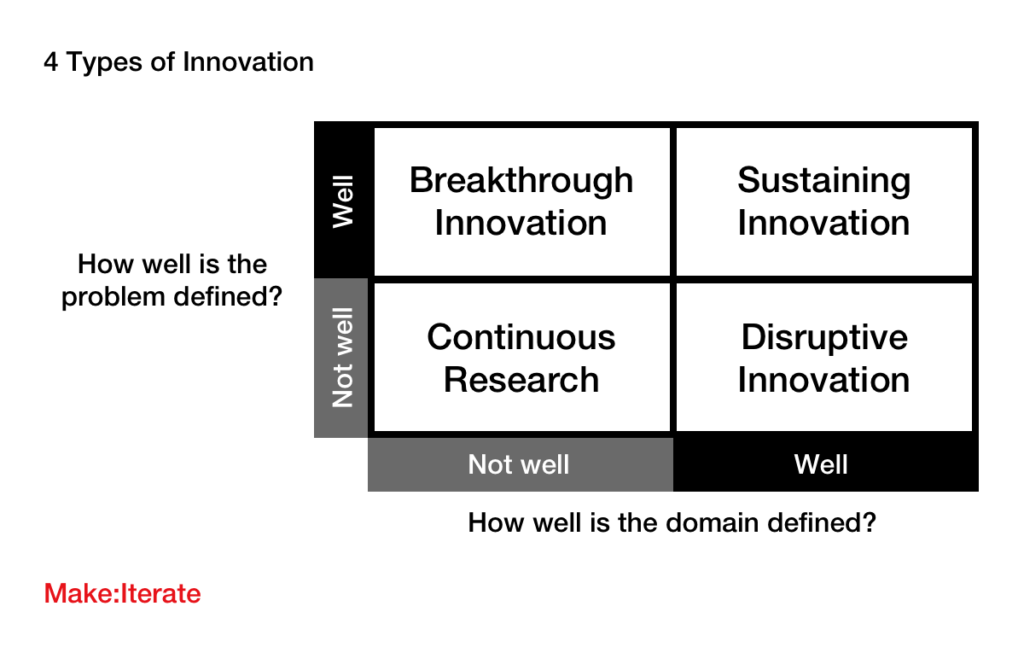 4 Types of Innovation
How well is the
problem defined?
Well
Breakthrough
Innovation
Sustaining
Innovation
Not well
Continuous
Research
Disruptive
Innovation
Not well
Well
How well is the domain defined?
Make:Iterate